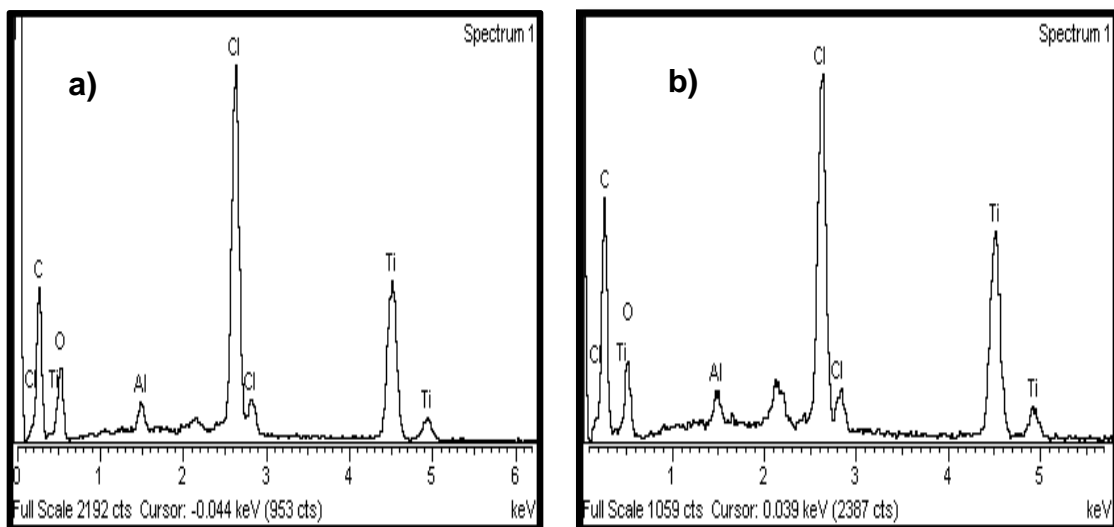 a)
Spectrum 1
Cl
C
O
Cl
Ti
Al
Cl
Ti
Ti
0 1 2 3 4 5 6
Full Scale 2192 cts Cursor: -0.044 keV (953 cts) keV
b)
Spectrum 1
Cl
C
O
Cl
Ti
Al
Cl
Ti
Ti
1 2 3 4 5
Full Scale 1059 cts Cursor: 0.039 keV (2387 cts) keV